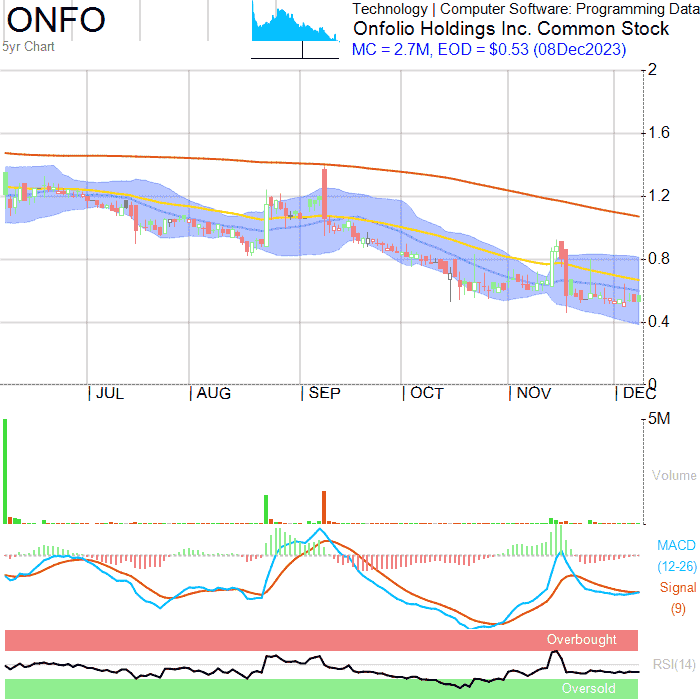 ONFO
5yr Chart
Technology | Computer Software: Programming Data
Onfolio Holdings Inc. Common Stock
MC = 2.7M, EOD = $0.53 (08Dec2023)
2
1.6
1.2
0.8
0.4
0
JUL AUG SEP OCT NOV DEC
5M
Volume
MACD
(12-26)
Signal
(9)
Overbought
RSI(14)
Oversold